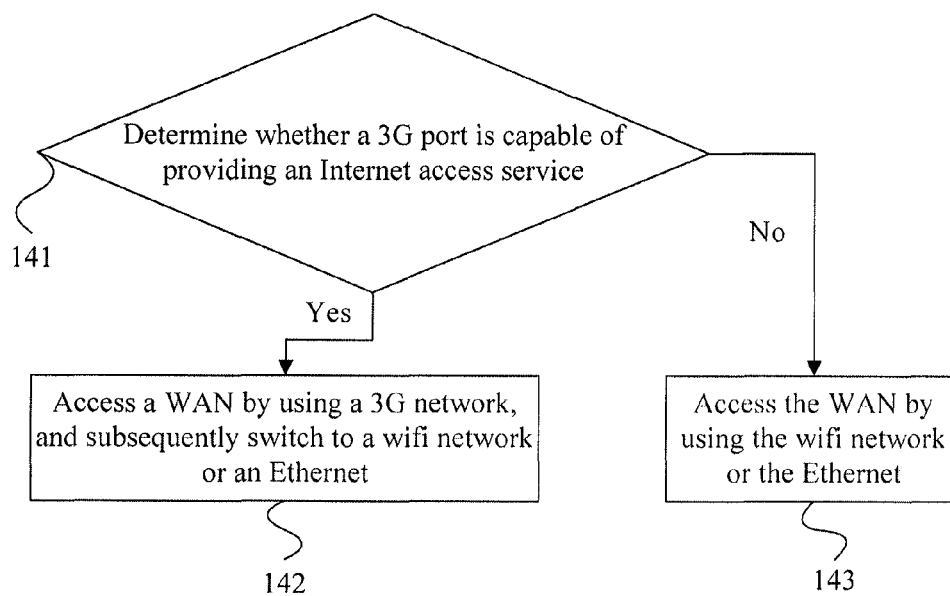 Determine whether a 3G port is capable of
providing an Internet access service
141
No
Yes
Access a WAN by using a 3G network,
and subsequently switch to a wifi network
or an Ethernet
Access the WAN by
using the wifi network
or the Ethernet
142
143